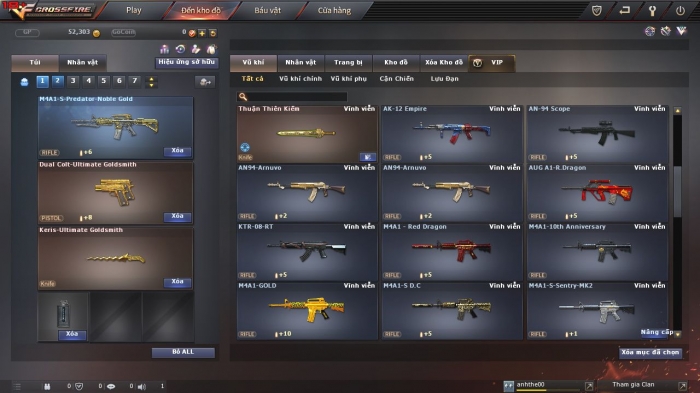 CROSSFIRE
Play
Đến kho đồ
Báu vật
Cửa hàng
GP 52,303 GoCoin 0
Túi Nhân vật Hiệu ứng sở hữu
1 2 3 4 5 6 7
M4A1-S-Predator-Noble Gold
RIFLE +6 Xóa
Dual Colt-Ultimate Goldsmith
PISTOL +8 Xóa
Keris-Ultimate Goldsmith
Knife Xóa
Xóa
Bỏ ALL
Vũ khí Nhân vật Trang bị Kho đồ Xóa Kho đồ VIP
Tất cả Vũ khí chính Vũ khí phụ Cận Chiến Lựu Đạn
Thuận Thiên Kiếm Vĩnh viễn
Knife
AK-12 Empire Vĩnh viễn
RIFLE +5
AN-94 Scope Vĩnh viễn
RIFLE +5
AN94-Arnuvo Vĩnh viễn
RIFLE +2
AN94-Arnuvo Vĩnh viễn
RIFLE +2
AUG A1-R.Dragon Vĩnh viễn
RIFLE +5
KTR-08-RT Vĩnh viễn
RIFLE +5
M4A1 - Red Dragon Vĩnh viễn
RIFLE +5
M4A1-10th Anniversary Vĩnh viễn
RIFLE +5
M4A1-GOLD Vĩnh viễn
RIFLE +10
M4A1-S D.C Vĩnh viễn
RIFLE +5
M4A1-S-Sentry-MK2 Vĩnh viễn
RIFLE +1 Nâng cấp
Xóa mục đã chọn
0 0 0 1
anhthe00
Tham gia Clan